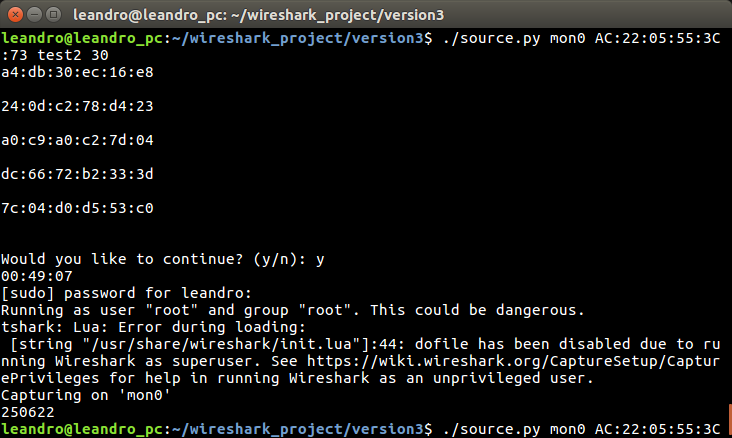 leandro@leandro_pc: ~/wireshark_project/version3
leandro@leandro_pc:~/wireshark_project/version3$ ./source.py mon0 AC:22:05:55:3C
:73 test2 30
a4:db:30:ec:16:e8
24:0d:c2:78:d4:23
a0:c9:a0:c2:7d:04
dc:66:72:b2:33:3d
7c:04:d0:d5:53:c0
Would you like to continue? (y/n): y
00:49:07
[sudo] password for leandro:
Running as user "root" and group "root". This could be dangerous.
tshark: Lua: Error during loading:
 [string "/usr/share/wireshark/init.lua"]:44: dofile has been disabled due to ru
nning Wireshark as superuser. See https://wiki.wireshark.org/CaptureSetup/Captur
ePrivileges for help in running Wireshark as an unprivileged user.
Capturing on 'mon0'
250622
leandro@leandro_pc:~/wireshark_project/version3$ ./source.py mon0 AC:22:05:55:3C